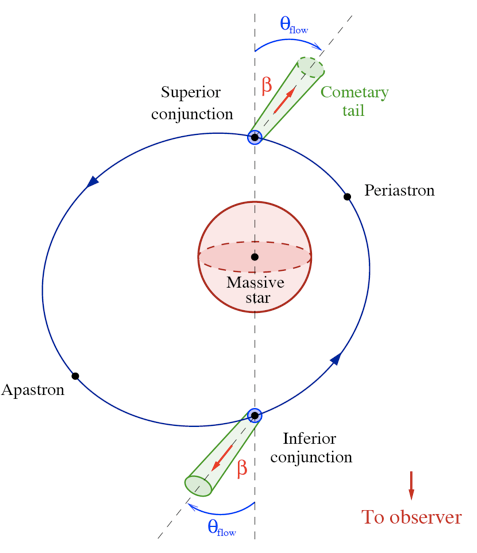 θflow
β
Superior
conjunction
Cometary
tail
Periastron
Massive
star
Apastron
Inferior
conjunction
β
θflow
To observer